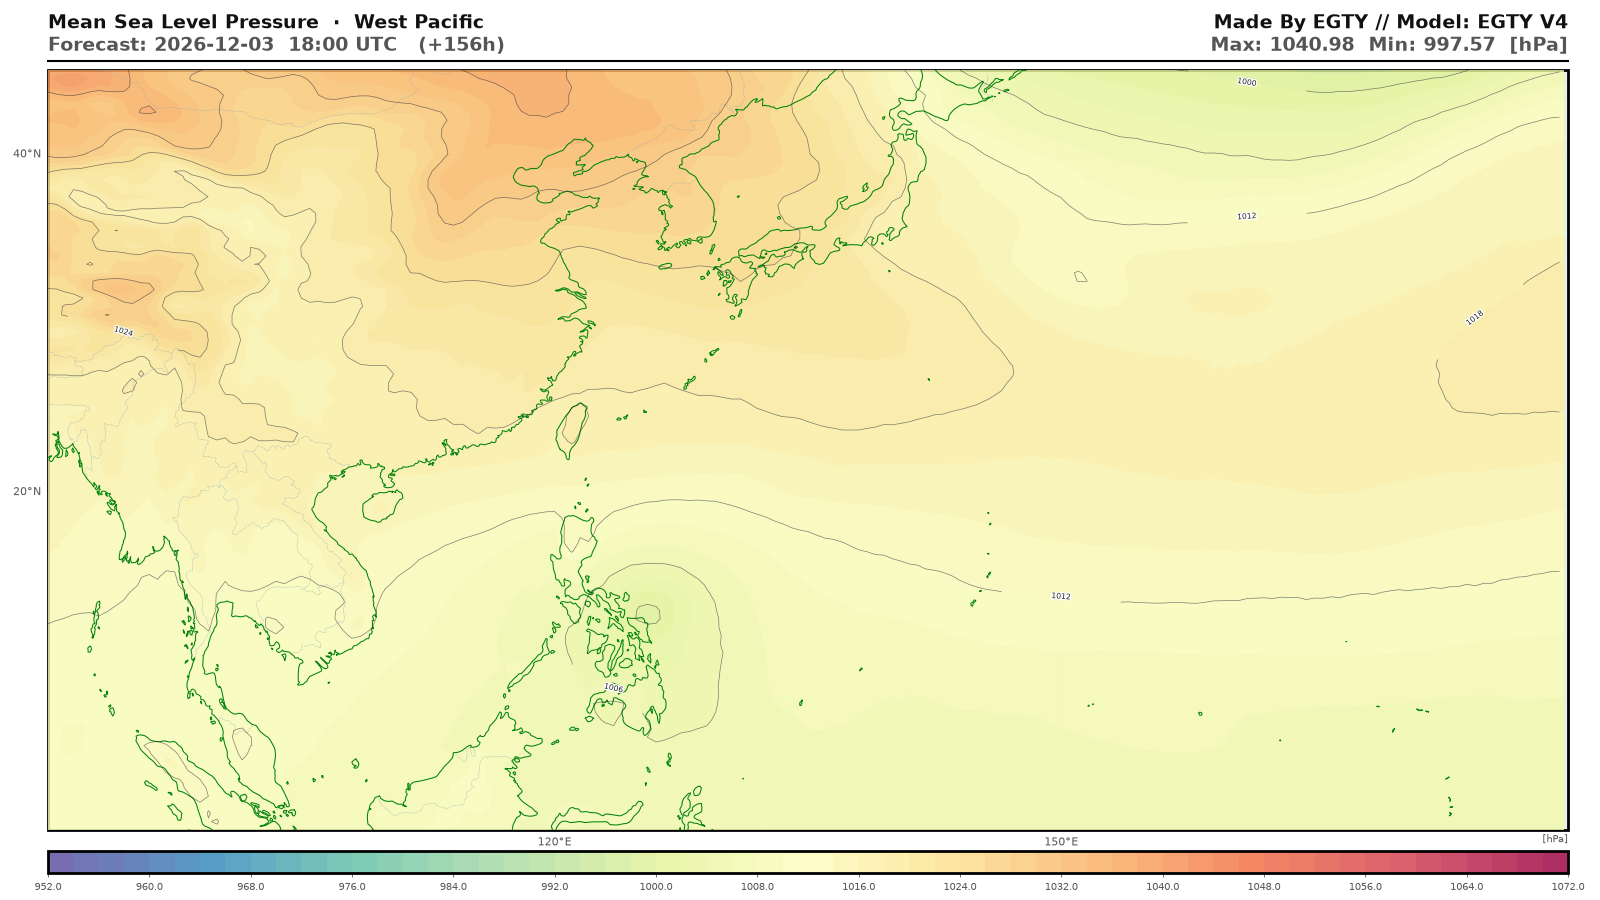 Mean Sea Level Pressure · West Pacific
Made By EGTY // Model: EGTY V4
Forecast: 2026-12-03 18:00 UTC (+156h)
Max: 1040.98 Min: 997.57 [hPa]
1000
40°N
1012
1018
1024
20°N
1012
1006
120°E
150°E
[hPa]
952.0 960.0 968.0 976.0 984.0 992.0 1000.0 1008.0 1016.0 1024.0 1032.0 1040.0 1048.0 1056.0 1064.0 1072.0